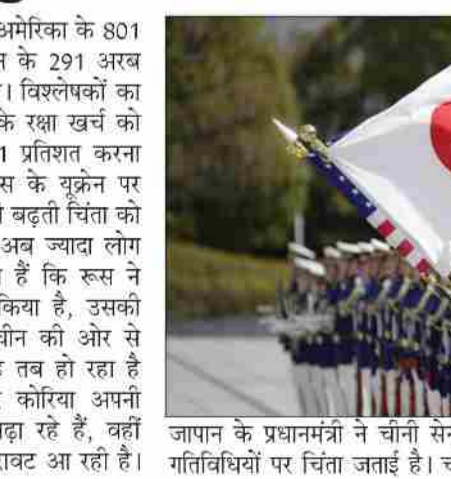 अमेरिका के 801
के 291 अरब
। विश्लेषकों का
के रक्षा खर्च को
1 प्रतिशत करना
के यूक्रेन पर
बढ़ती चिंता को
अब ज्यादा लोग
हैं कि रूस ने
किया है, उसकी
चीन की ओर से
तब हो रहा है
कोरिया अपनी
रहे हैं, वहीं
आ रही है।
जापान के प्रधानमंत्री ने चीनी
गतिविधियों पर चिंता जताई है।